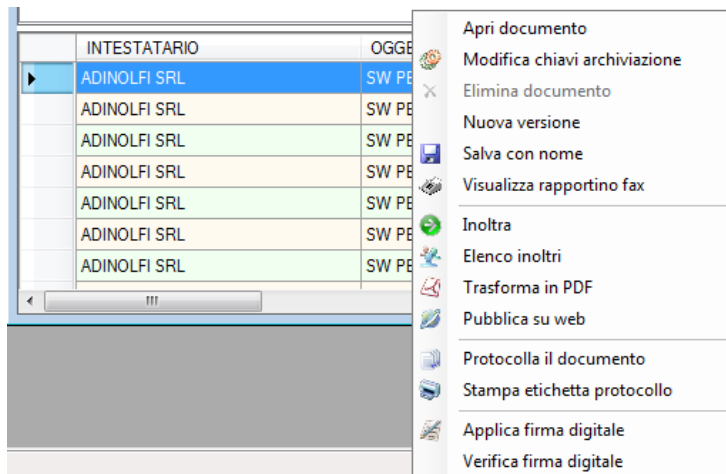 INTESTATARIO OGGE
ADINOLFI SRL SW PE
ADINOLFI SRL SW PE
ADINOLFI SRL SW PE
ADINOLFI SRL SW PE
ADINOLFI SRL SW PE
ADINOLFI SRL SW PE
ADINOLFI SRL SW PE
Apri documento
Modifica chiavi archiviazione
Elimina documento
Nuova versione
Salva con nome
Visualizza rapportino fax
Inoltra
Elenco inoltri
Trasforma in PDF
Pubblica su web
Protocolla il documento
Stampa etichetta protocollo
Applica firma digitale
Verifica firma digitale